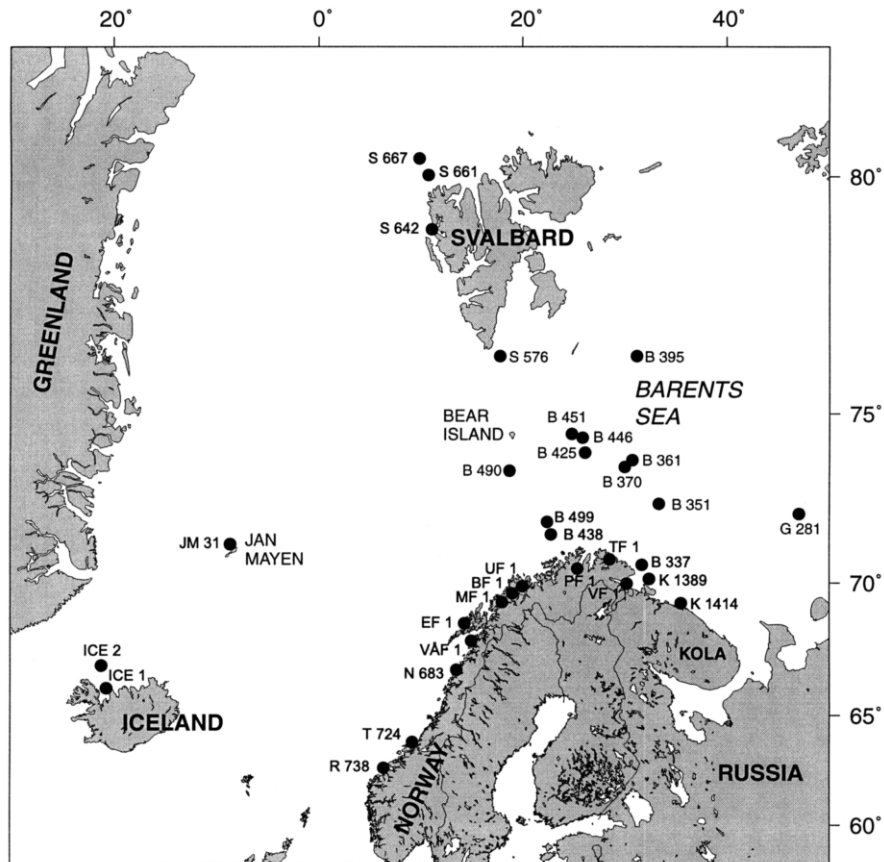 20° 0 20° 40°
S 667
S 661
80°
S 642
SVALBARD
GREENLAND
S 576
B 395
BARENTS
SEA
75°
BEAR
ISLAND
B 451
B 446
B 425
B 361
B 490
B 370
B 351
G 281
B 499
B 438
JM 31
JAN
MAYEN
TF 1
UF 1
B 337
BF 1
PF 1
K 1389
70°
MF 1
VF 1
K 1414
EF 1
VÅF 1
KOLA
ICE 2
ICE 1
N 683
ICELAND
65°
T 724
R 738
NORWAY
RUSSIA
60°